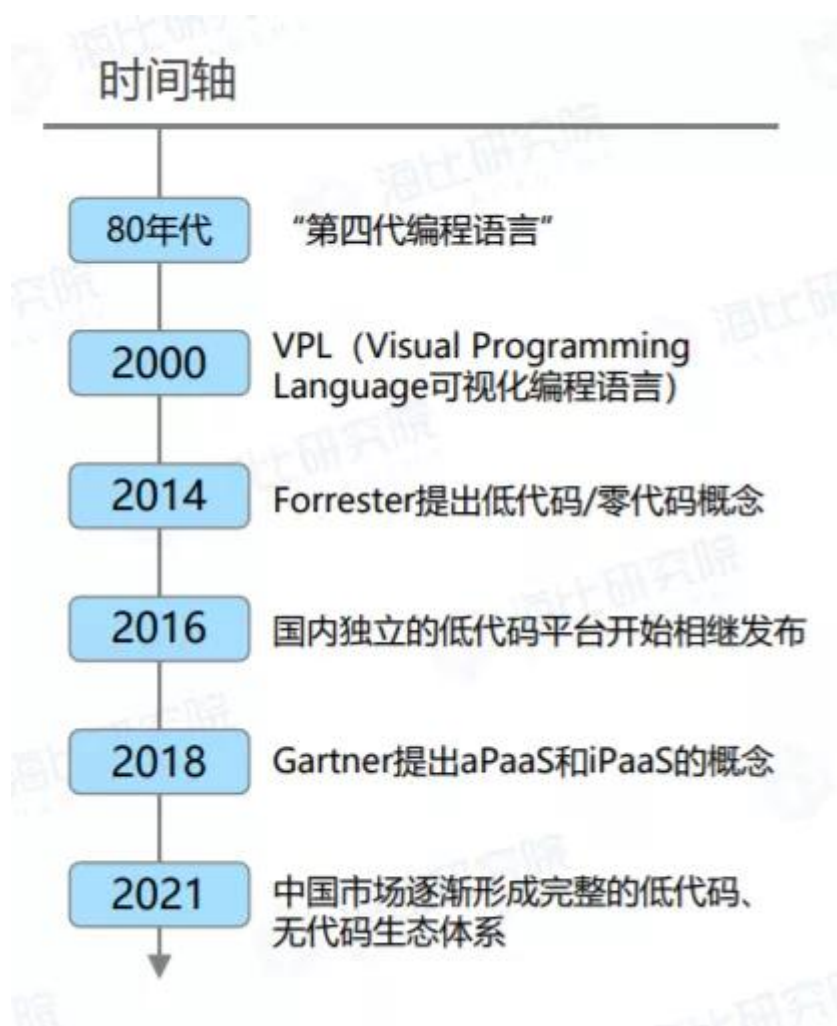 时间轴
80年代
“第四代编程语言”
2000
VPL（Visual Programming
Language可视化编程语言）
2014
Forrester提出低代码/零代码概念
2016
国内独立的低代码平台开始相继发布
2018
Gartner提出aPaaS和iPaaS的概念
2021
中国市场逐渐形成完整的低代码、
无代码生态体系
海比研究院